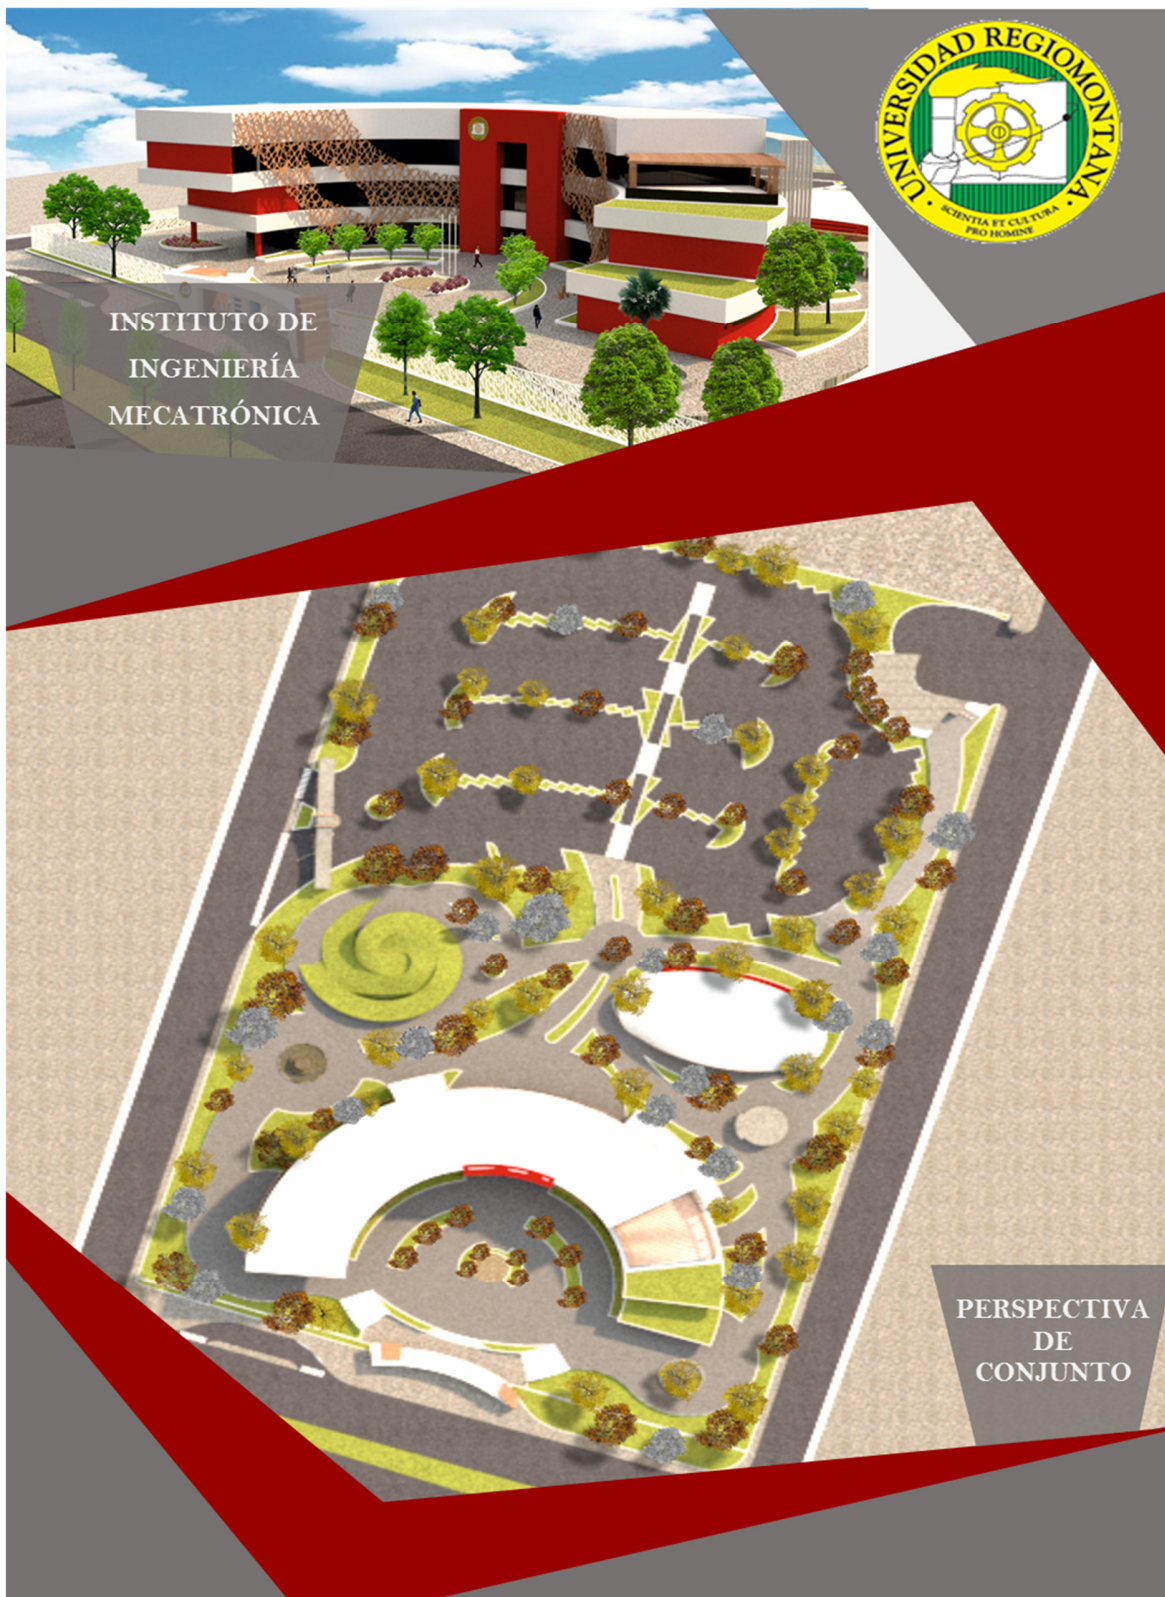 UNIVERSIDAD REGIOMONTANA
SCIENTIA ET CULTURA
PRO HOMINE
INSTITUTO DE
INGENIERÍA
MECATRÓNICA
PERSPECTIVA
DE
CONJUNTO